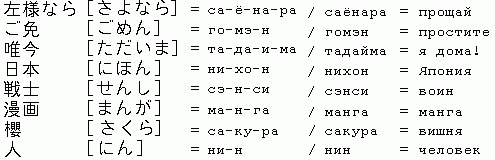 左様なら [さよなら] = са-ё-на-ра / саёнара = прощай
ご免 [ごめん] = го-мэ-н / гомэн = простите
唯今 [ただいま] = та-да-и-ма / тадайма = я дома!
日本 [にほん] = ни-хо-н / нихон = Япония
戦士 [せんし] = сэ-н-си / сэнси = воин
漫画 [まんが] = ма-н-га / манга = манга
櫻 [さくら] = са-ку-ра / сакура = вишня
人 [にん] = ни-н / нин = человек